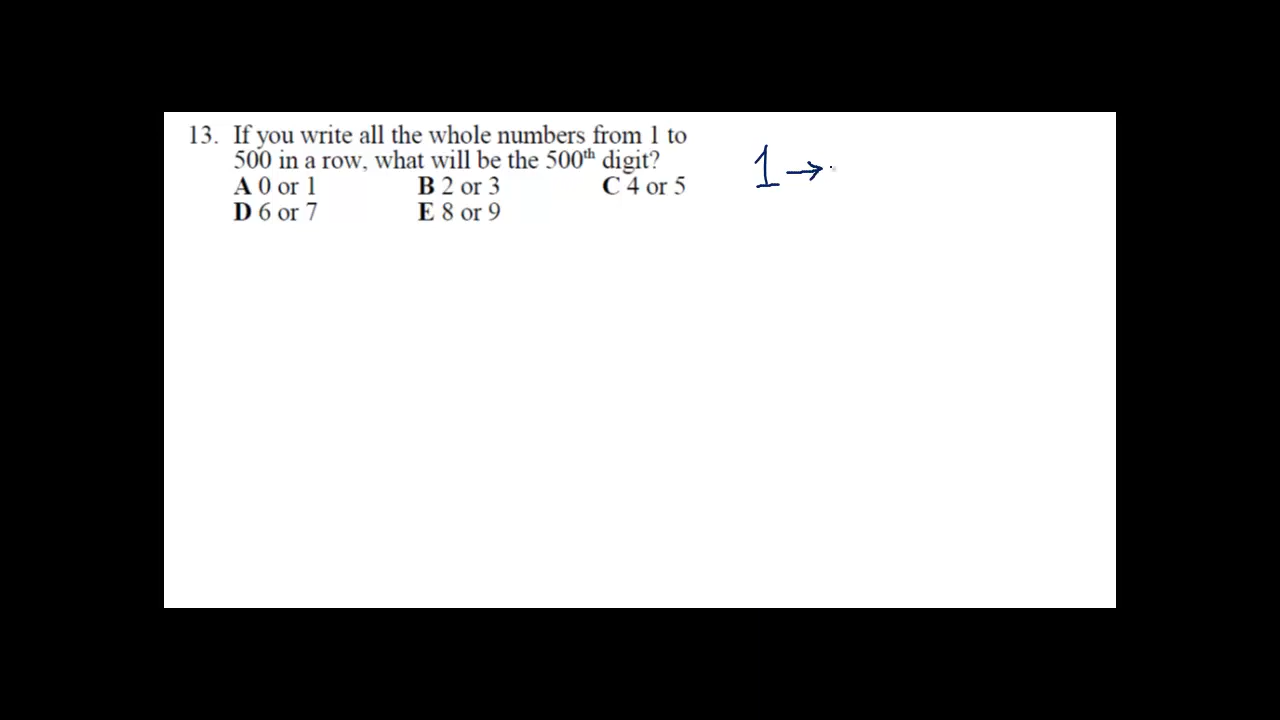 13. If you write all the whole numbers from 1 to
500 in a row, what will be the 500th digit?
A 0 or 1 B 2 or 3 C 4 or 5
D 6 or 7 E 8 or 9
1 →